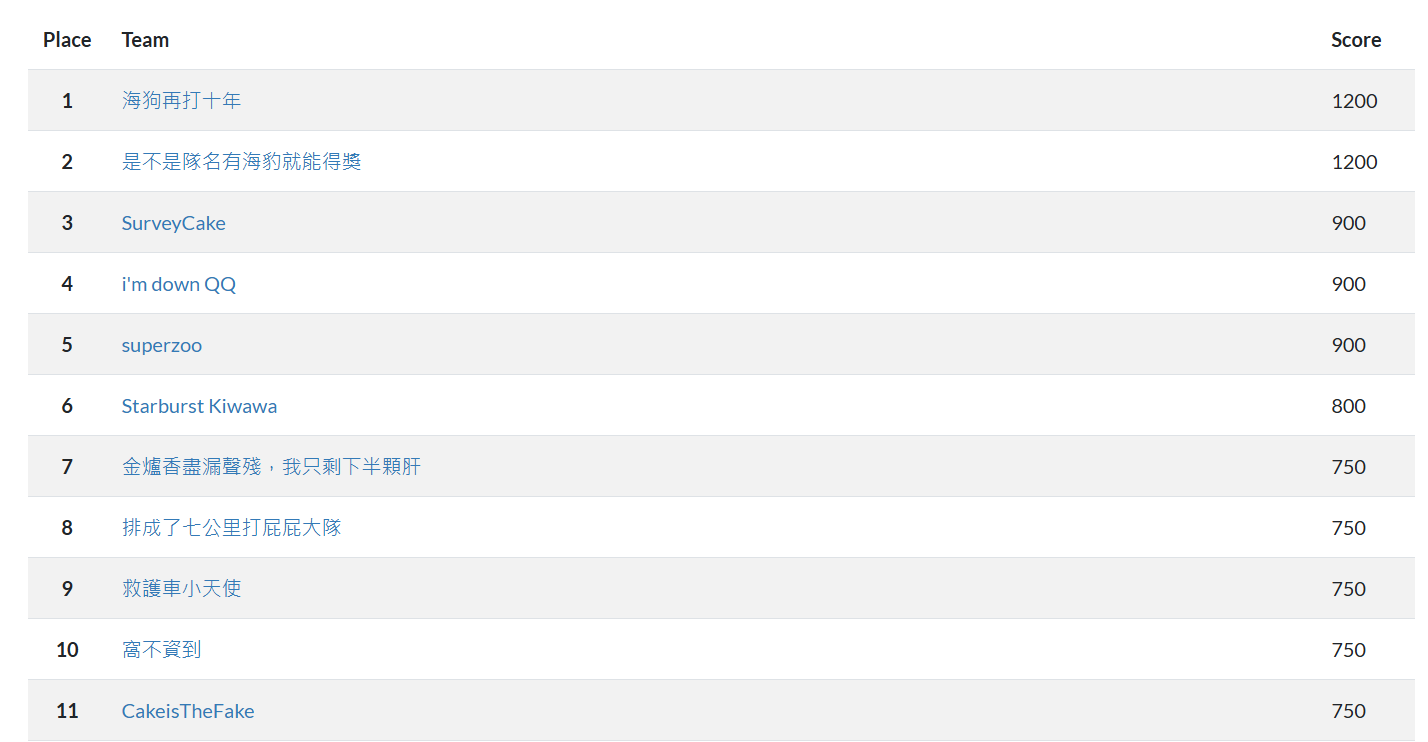 Place Team Score
1 海狗再打十年 1200
2 是不是隊名有海豹就能得獎 1200
3 SurveyCake 900
4 i'm down QQ 900
5 superzoo 900
6 Starburst Kiwawa 800
7 金爐香盡漏聲殘，我只剩下半顆肝 750
8 排成了七公里打屁屁大隊 750
9 救護車小天使 750
10 窩不資到 750
11 CakeisTheFake 750